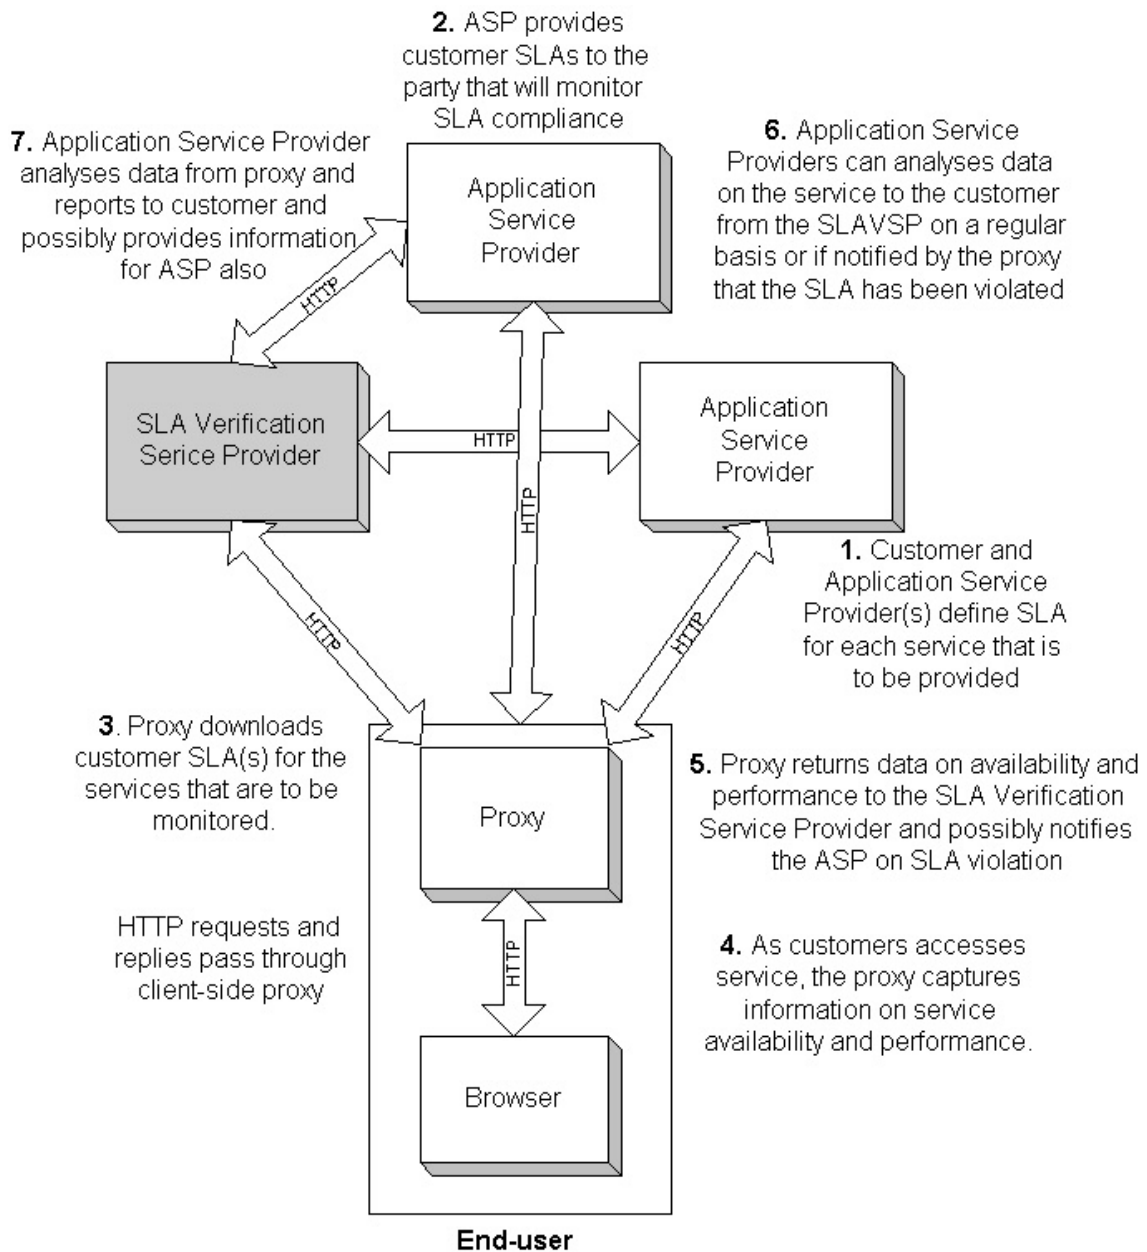 2. ASP provides
customer SLAs to the
party that will monitor
SLA compliance
7. Application Service Provider
analyses data from proxy and
reports to customer and
possibly provides information
for ASP also
6. Application Service
Providers can analyses data
on the service to the customer
from the SLAVSP on a regular
basis or if notified by the proxy
that the SLA has been violated
Application
Service
Provider
HTTP
SLA Verification
Serice Provider
HTTP
Application
Service
Provider
HTTP
HTTP
HTTP
1. Customer and
Application Service
Provider(s) define SLA
for each service that is
to be provided
3. Proxy downloads
customer SLA(s) for the
services that are to be
monitored.
Proxy
5. Proxy returns data on availability and
performance to the SLA Verification
Service Provider and possibly notifies
the ASP on SLA violation
HTTP requests and
replies pass through
client-side proxy
HTTP
4. As customers accesses
service, the proxy captures
information on service
availability and performance.
Browser
End-user